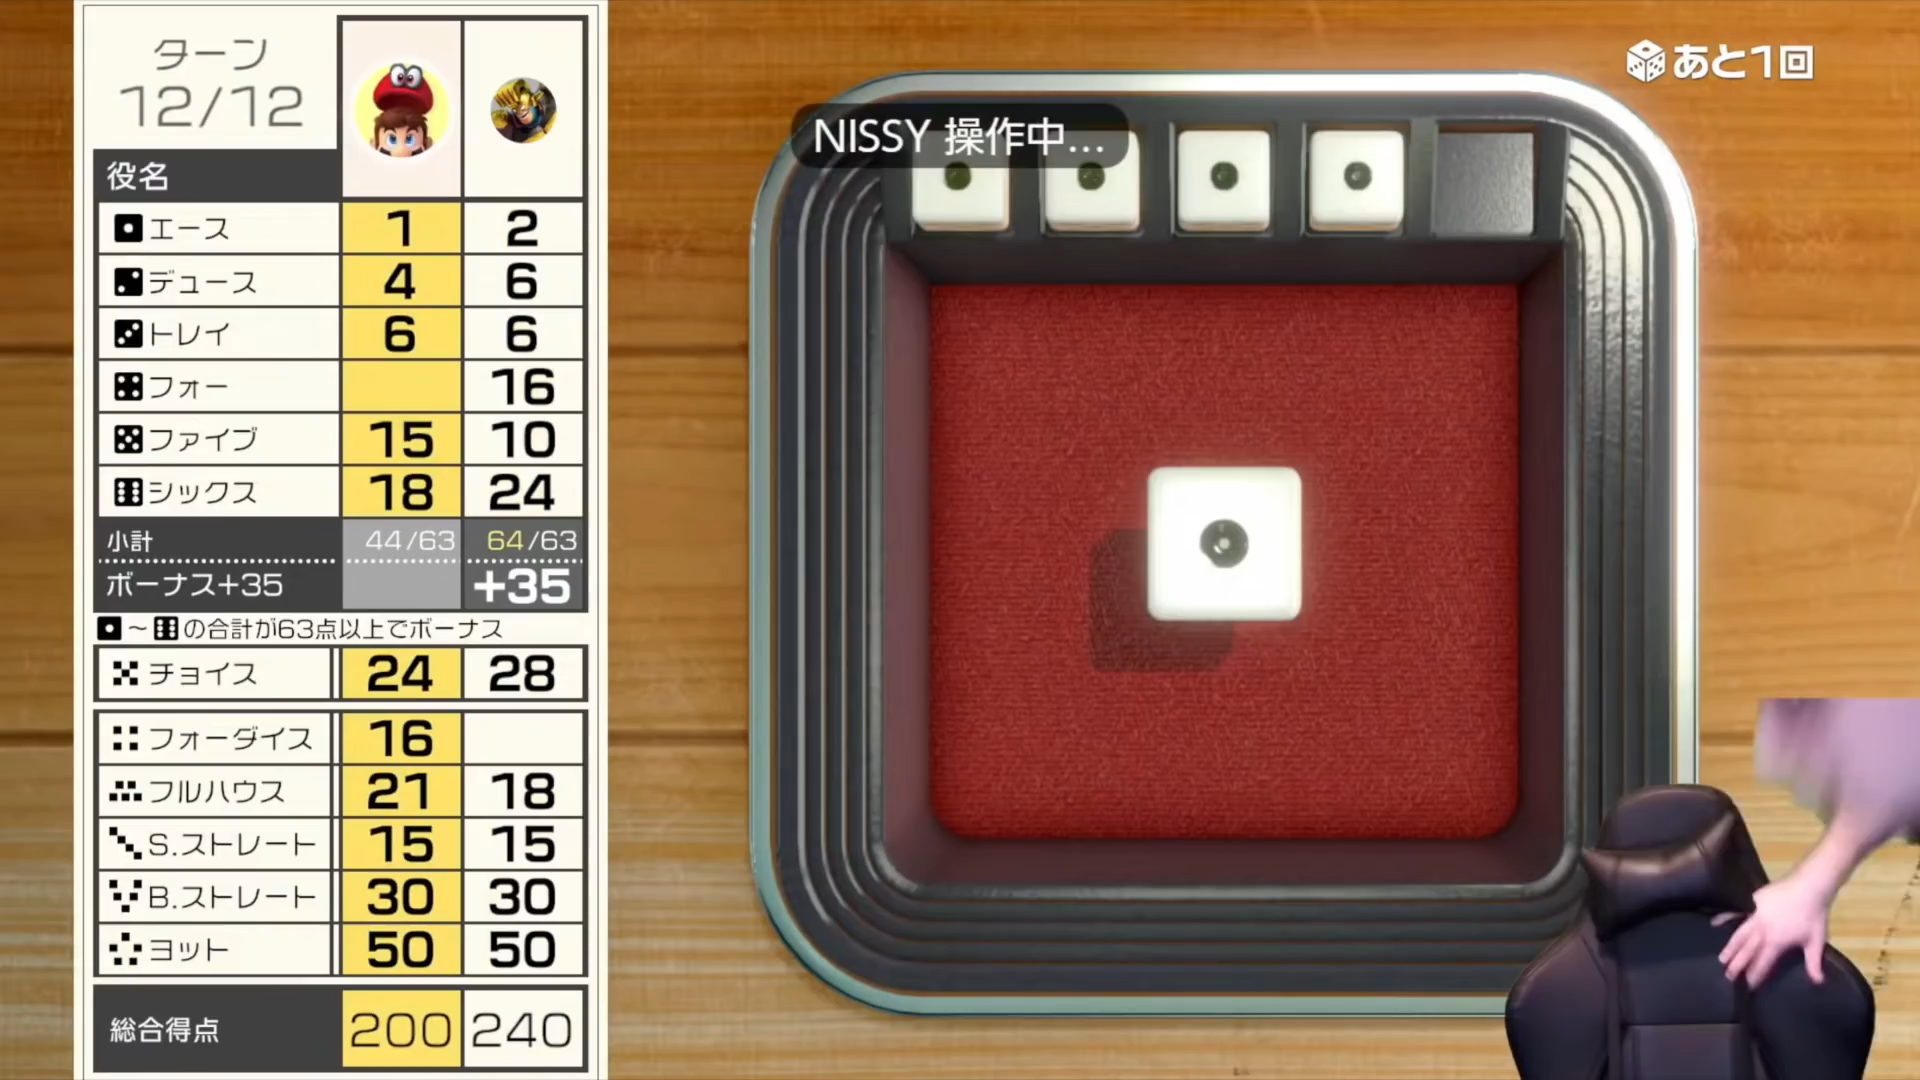 ターン
12/12
役名
エース 1 2
デュース 4 6
トレイ 6 6
フォー 16
ファイブ 15 10
シックス 18 24
小計 44/63 64/63
ボーナス+35 +35
~の合計が63点以上でボーナス
チョイス 24 28
フォーダイス 16
フルハウス 21 18
S.ストレート 15 15
B.ストレート 30 30
ヨット 50 50
総合得点 200 240
あと1回
NISSY 操作中...